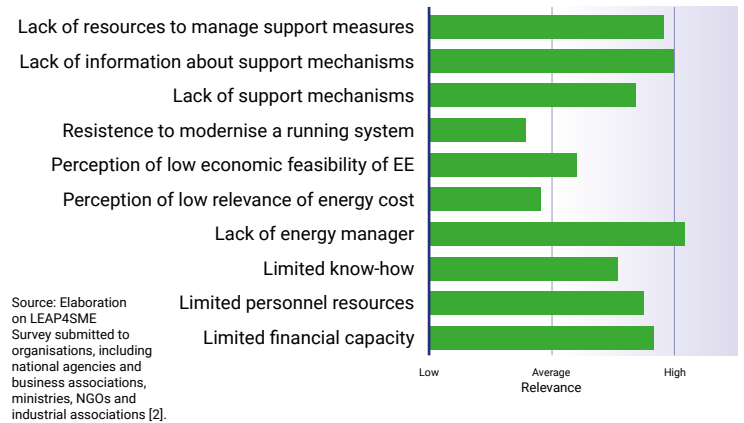 Lack of resources to manage support measures
Lack of information about support mechanisms
Lack of support mechanisms
Resistence to modernise a running system
Perception of low economic feasibility of EE
Perception of low relevance of energy cost
Lack of energy manager
Limited know-how
Limited personnel resources
Limited financial capacity
Source: Elaboration
on LEAP4SME
Survey submitted to
organisations, including
national agencies and
business associations,
ministries, NGOs and
industrial associations [2].
Low
Average
High
Relevance